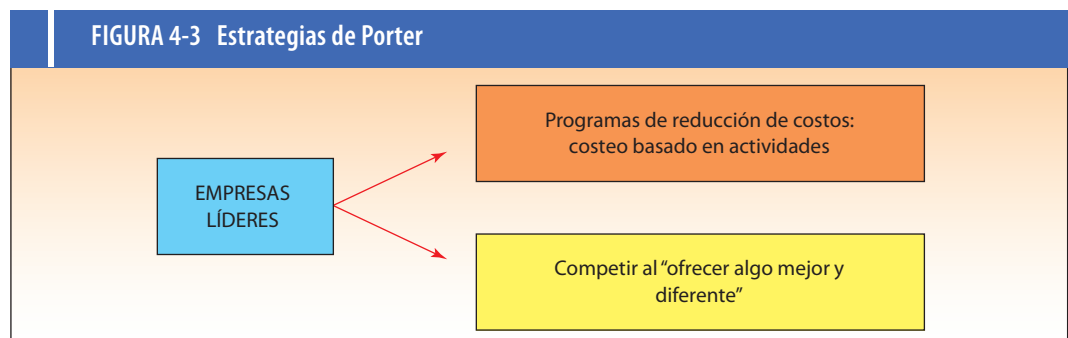 FIGURA 4-3 Estrategias de Porter
Programas de reducción de costos:
costeo basado en actividades
EMPRESAS
LÍDERES
Competir al “ofrecer algo mejor y
diferente”